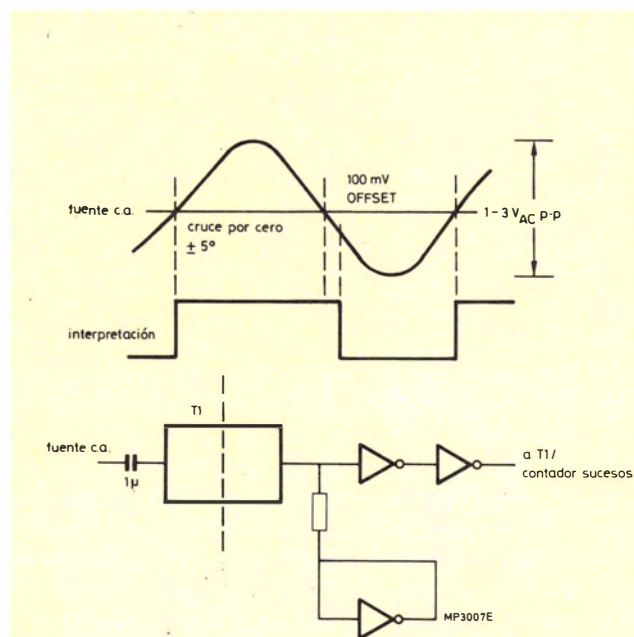 100 mV
OFFSET
fuente c.a.
cruce por cero
± 5°
1 - 3 VAC p-p
interpretación
T1
fuente c.a.
1µ
a T1/
contador sucesos
MP3007E